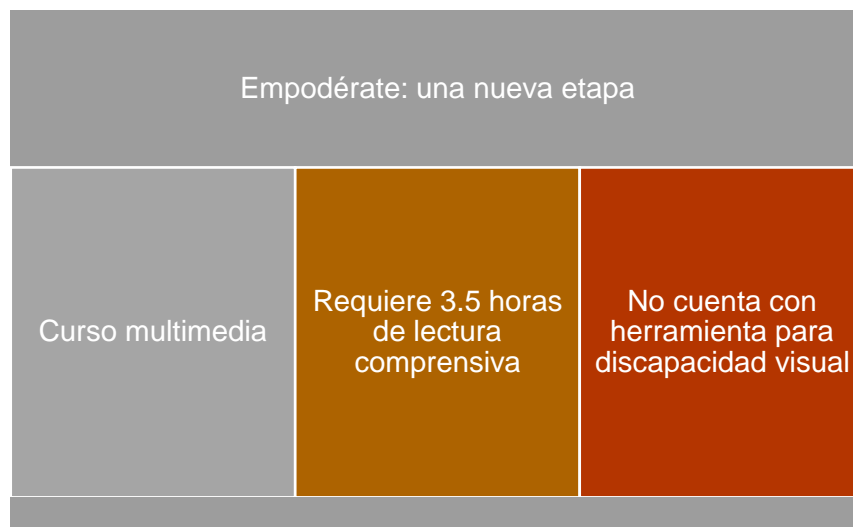 Empodérate: una nueva etapa
Curso multimedia
Requiere 3.5 horas
de lectura
comprensiva
No cuenta con
herramienta para
discapacidad visual